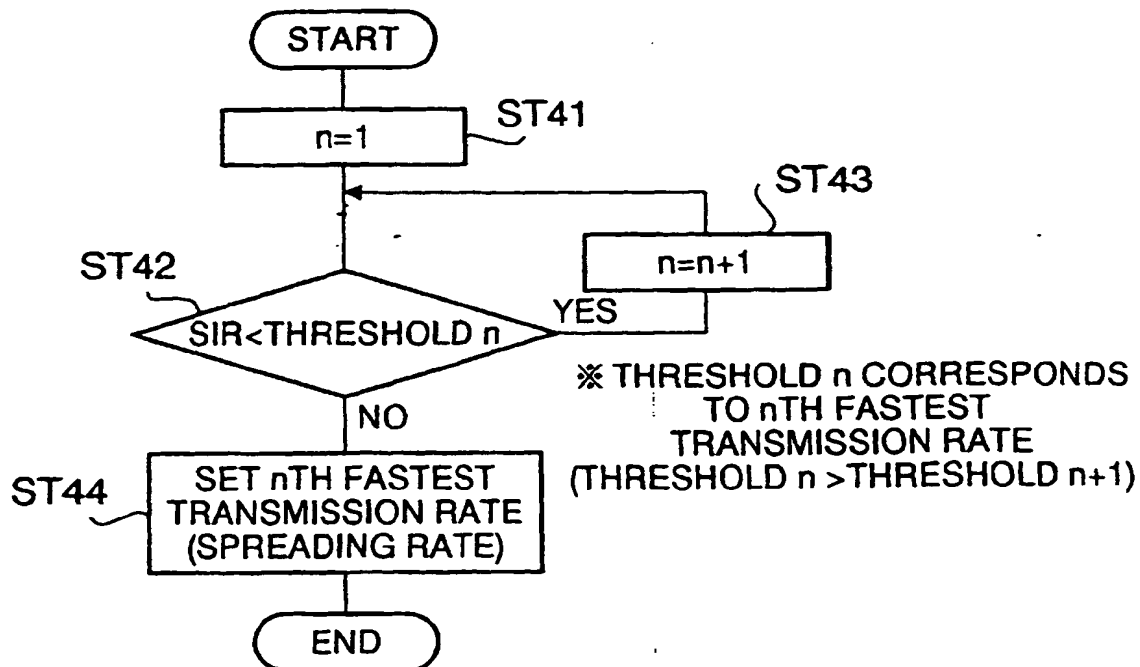 START
ST41
n=1
ST43
n=n+1
ST42
SIR<THRESHOLD n
YES
※ THRESHOLD n CORRESPONDS
TO nTH FASTEST
TRANSMISSION RATE
(THRESHOLD n >THRESHOLD n+1)
NO
ST44
SET nTH FASTEST
TRANSMISSION RATE
(SPREADING RATE)
END